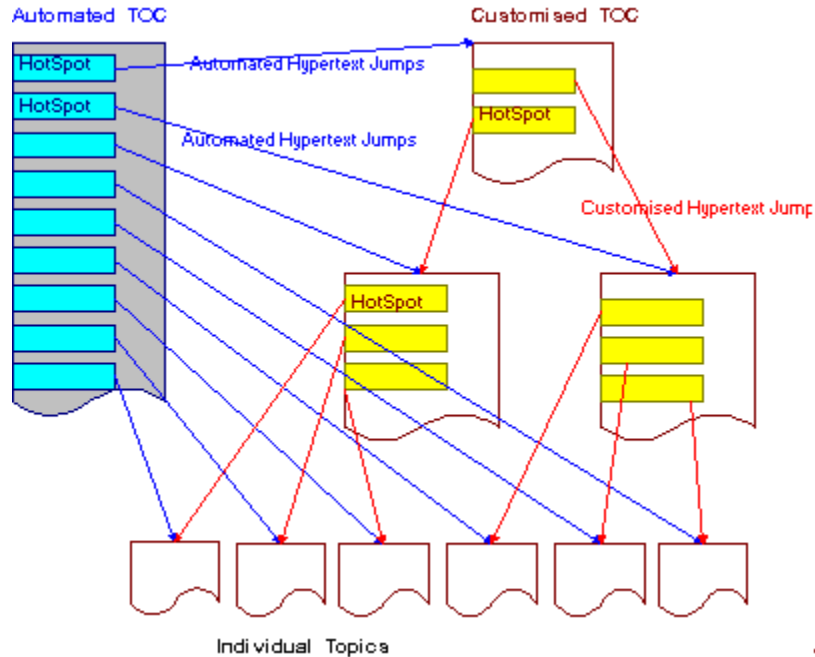 Automated TOC
Customised TOC
HotSpot
Automated Hypertext Jumps
HotSpot
HotSpot
Automated Hypertext Jumps
Customised Hypertext Jump
HotSpot
Individual Topics